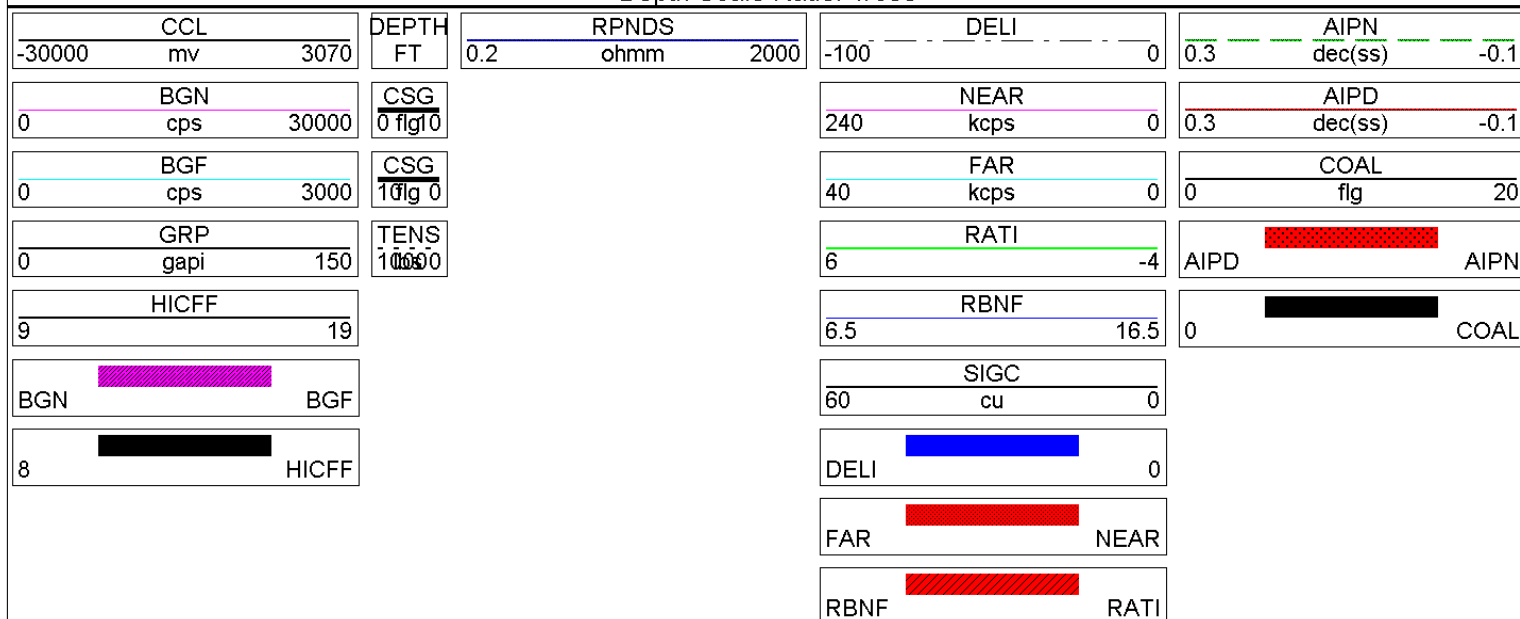 CCL
-30000 mv 3070
DEPTH
FT
RPNDS
0.2 ohmm 2000
DELI
-100 0
AIPN
0.3 dec(ss) -0.1
BGN
0 cps 30000
CSG
0 flg 10
NEAR
240 kcps 0
AIPD
0.3 dec(ss) -0.1
BGF
0 cps 3000
CSG
10 flg 0
FAR
40 kcps 0
COAL
0 flg 20
GRP
0 gapi 150
TENS
RATI
6 -4
AIPD AIPN
HICFF
9 19
RBNF
6.5 16.5
0 COAL
BGN BGF
SIGC
60 cu 0
8 HICFF
DELI 0
FAR NEAR
RBNF RATI